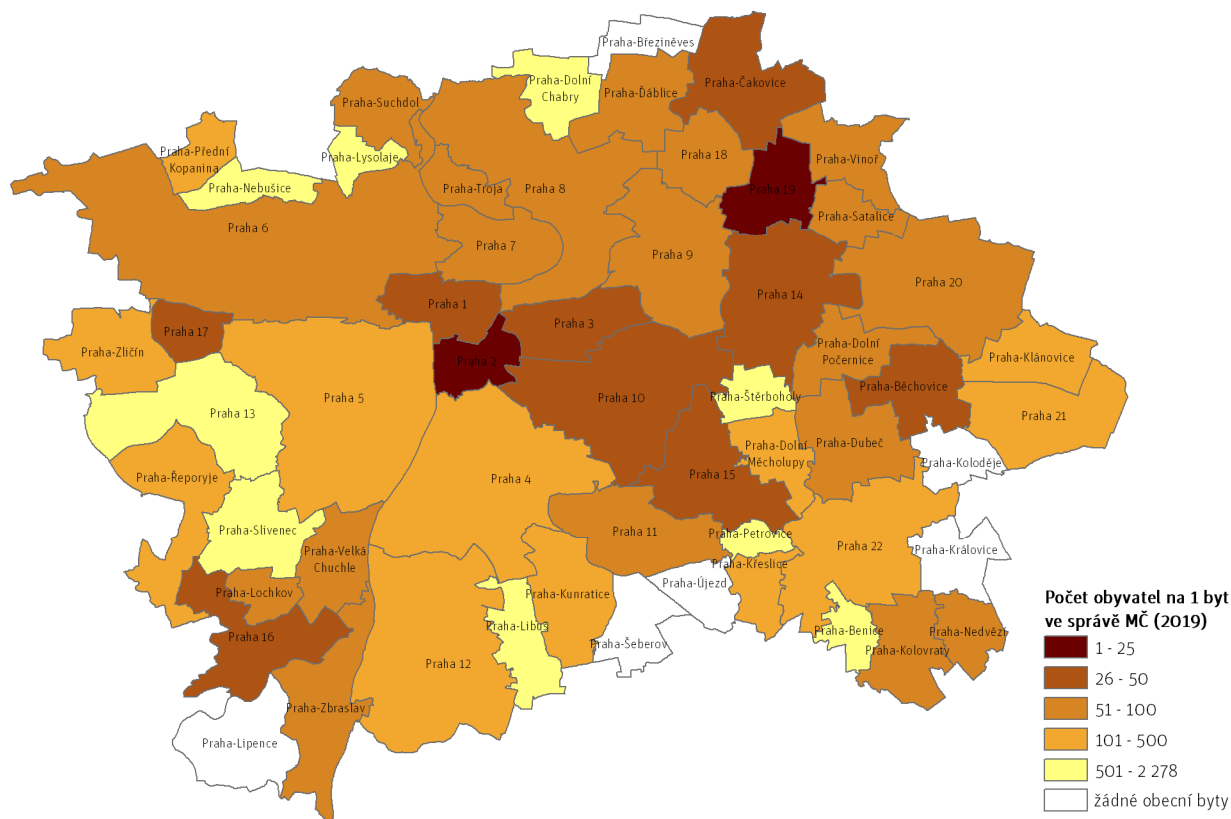 Praha-Březiněves
Praha-Čakovice
Praha-Dolní
Chabry
Praha-Ďáblice
Praha-Suchdol
Praha-Přední
Kopanina
Praha-Lysolaje
Praha 18
Praha-Vinoř
Praha-Nebušice
Praha-Troja
Praha 8
Praha 19
Praha-Satalice
Praha 6
Praha 7
Praha 9
Praha 20
Praha 14
Praha 1
Praha 3
Praha 17
Praha-Zličín
Praha-Dolní
Počernice
Praha-Klánovice
Praha 2
Praha-Běchovice
Praha 5
Praha 10
Praha-Štěrboholy
Praha 13
Praha 21
Praha-Dolní
Měcholupy
Praha-Dubeč
Praha-Koloděje
Praha-Řeporyje
Praha 4
Praha 15
Praha-Slivenec
Praha 11
Praha-Petrovice
Praha 22
Praha-Královice
Praha-Velká
Chuchle
Praha-Křeslice
Praha-Újezd
Praha-Lochkov
Praha-Kunratice
Praha-Libuš
Praha-Benice
Praha-Nedvězí
Praha 16
Praha-Šeberov
Praha-Kolovraty
Praha 12
Praha-Zbraslav
Praha-Lipence
Počet obyvatel na 1 byt
ve správě MČ (2019)
1 - 25
26 - 50
51 - 100
101 - 500
501 - 2 278
žádné obecní byty